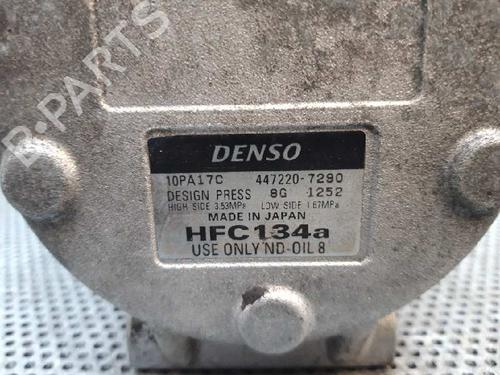 B-PARTS
DENSO
10PA17C 447220-7290
DESIGN PRESS 8G 1252
HIGH SIDE 3.53MPa LOW SIDE 1.67MPa
MADE IN JAPAN
HFC134a
USE ONLY ND-OIL 8